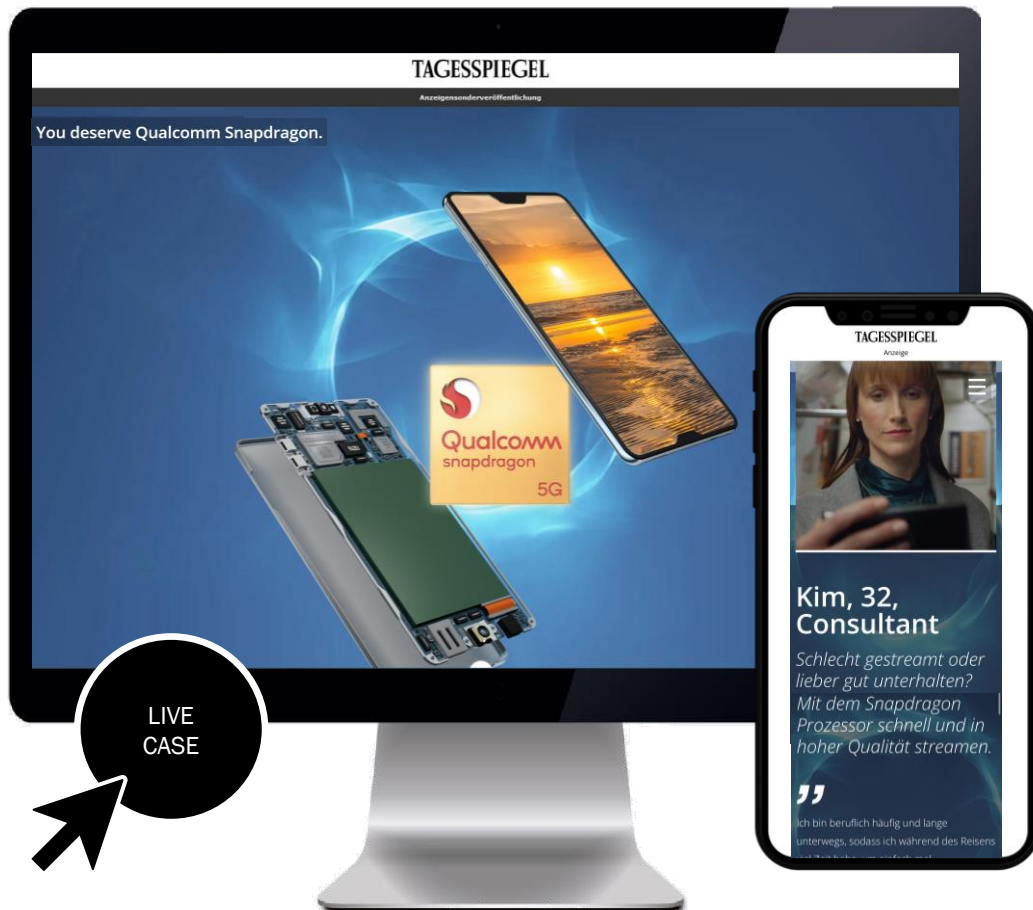 TAGESSPIEGEL
Anzeigensonderveröffentlichung
You deserve Qualcomm Snapdragon.
Qualcomm
snapdragon
5G
LIVE
CASE
TAGESSPIEGEL
Anzeige
Kim, 32,
Consultant
Schlecht gestreamt oder
lieber gut unterhalten?
Mit dem Snapdragon
Prozessor schnell und in
hoher Qualität streamen.
”
Ich bin beruflich häufig und lange
unterwegs, sodass ich während des Reisens